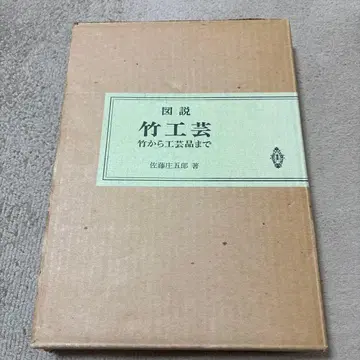 図説
竹工芸
竹から工芸品まで
佐藤庄五郎 著